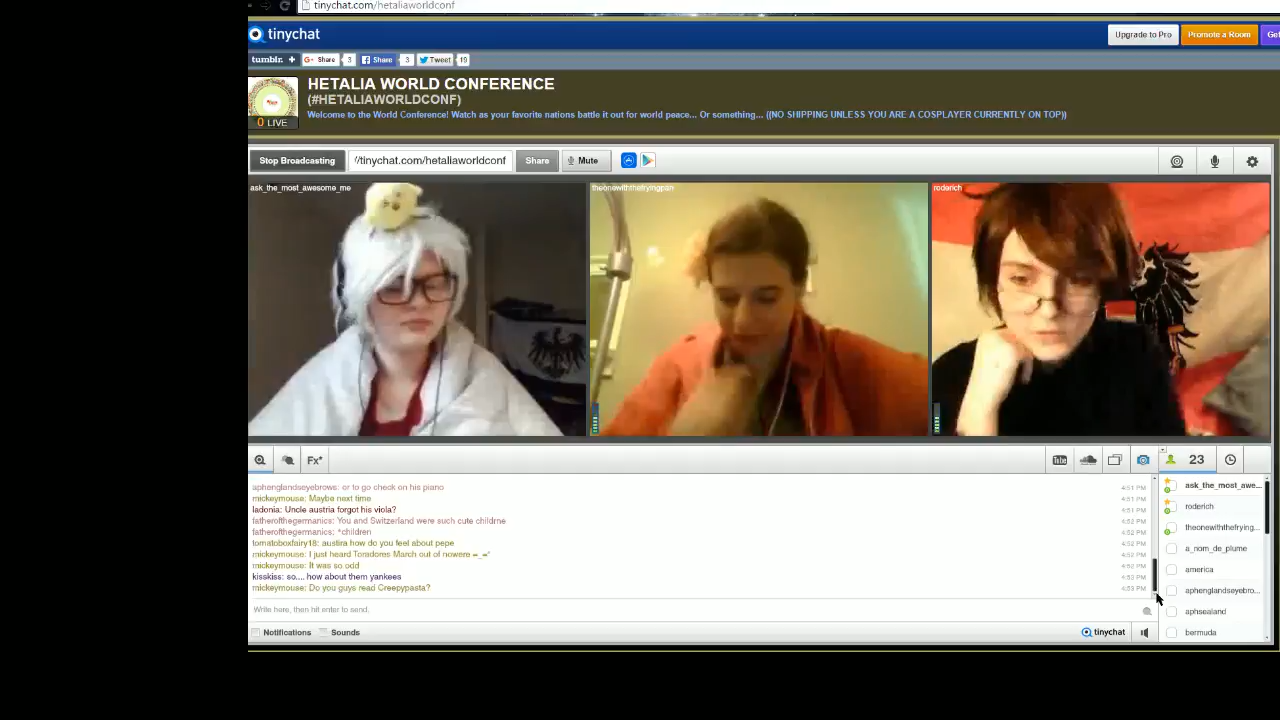 tinychat.com/hetaliaworldconf
tinychat
Upgrade to Pro
Promote a Room
Get
tumblr. +
Share
3
Share
3
Tweet
19
HETALIA WORLD CONFERENCE
(#HETALIAWORLDCONF)
Welcome to the World Conference! Watch as your favorite nations battle it out for world peace... Or something... ((NO SHIPPING UNLESS YOU ARE A COSPLAYER CURRENTLY ON TOP))
0 LIVE
Stop Broadcasting
//tinychat.com/hetaliaworldconf
Share
Mute
ask_the_most_awesome_me
theonewiththefryingpan
roderich
Fx+
You Tube
23
aphenglandseyebrows: or to go check on his piano 4:51 PM
mickeymouse: Maybe next time 4:51 PM
ladonia: Uncle austria forgot his viola? 4:51 PM
fatherofthegermanics: You and Switzerland were such cute childrne 4:52 PM
fatherofthegermanics: *children 4:52 PM
tomatoboxfairy18: austira how do you feel about pepe 4:52 PM
mickeymouse: I just heard Toradores March out of nowere =_=" 4:52 PM
mickeymouse: It was so odd 4:52 PM
kisskiss: so.... how about them yankees 4:53 PM
mickeymouse: Do you guys read Creepypasta? 4:53 PM
Write here, then hit enter to send.
Notifications
Sounds
tinychat
ask_the_most_awe...
roderich
theonewiththefrying...
a_nom_de_plume
america
aphenglandseyebro...
aphsealand
bermuda